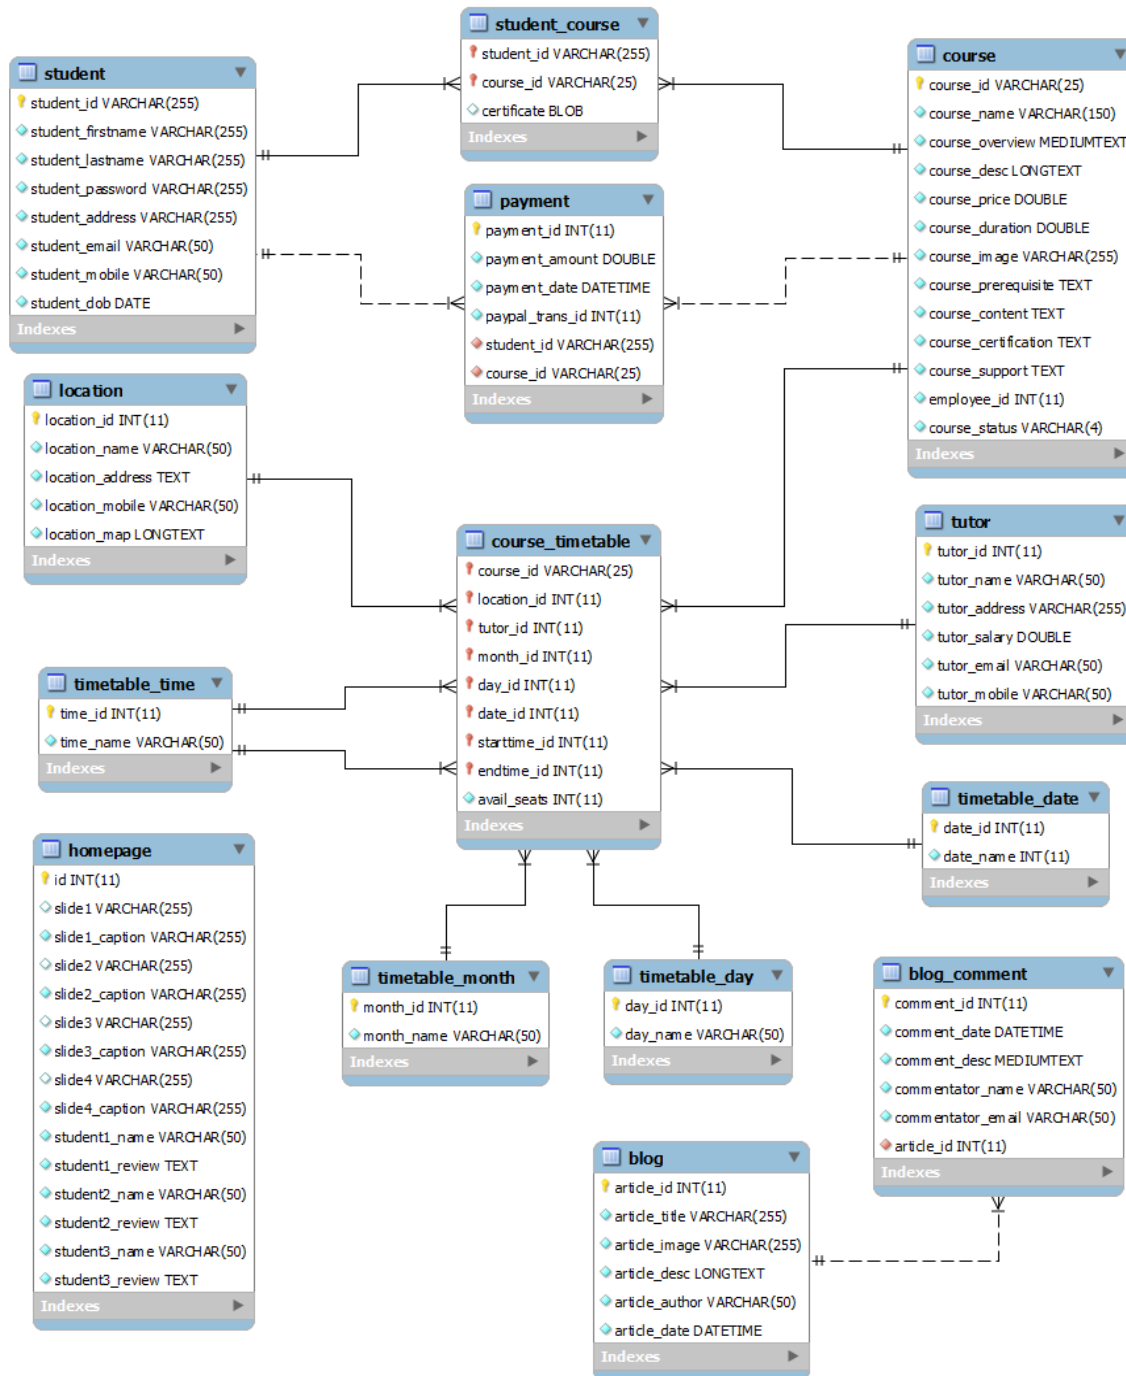 student
student_id VARCHAR(255)
student_firstname VARCHAR(255)
student_lastname VARCHAR(255)
student_password VARCHAR(255)
student_address VARCHAR(255)
student_email VARCHAR(50)
student_mobile VARCHAR(50)
student_dob DATE
Indexes
student_course
student_id VARCHAR(255)
course_id VARCHAR(25)
certificate BLOB
Indexes
course
course_id VARCHAR(25)
course_name VARCHAR(150)
course_overview MEDIUMTEXT
course_desc LONGTEXT
course_price DOUBLE
course_duration DOUBLE
course_image VARCHAR(255)
course_prerequisite TEXT
course_content TEXT
course_certification TEXT
course_support TEXT
employee_id INT(11)
course_status VARCHAR(4)
Indexes
payment
payment_id INT(11)
payment_amount DOUBLE
payment_date DATETIME
paypal_trans_id INT(11)
student_id VARCHAR(255)
course_id VARCHAR(25)
Indexes
location
location_id INT(11)
location_name VARCHAR(50)
location_address TEXT
location_mobile VARCHAR(50)
location_map LONGTEXT
Indexes
course_timetable
course_id VARCHAR(25)
location_id INT(11)
tutor_id INT(11)
month_id INT(11)
day_id INT(11)
date_id INT(11)
starttime_id INT(11)
endtime_id INT(11)
avail_seats INT(11)
Indexes
tutor
tutor_id INT(11)
tutor_name VARCHAR(50)
tutor_address VARCHAR(255)
tutor_salary DOUBLE
tutor_email VARCHAR(50)
tutor_mobile VARCHAR(50)
Indexes
timetable_time
time_id INT(11)
time_name VARCHAR(50)
Indexes
timetable_date
date_id INT(11)
date_name INT(11)
Indexes
homepage
id INT(11)
slide1 VARCHAR(255)
slide1_caption VARCHAR(255)
slide2 VARCHAR(255)
slide2_caption VARCHAR(255)
slide3 VARCHAR(255)
slide3_caption VARCHAR(255)
slide4 VARCHAR(255)
slide4_caption VARCHAR(255)
student1_name VARCHAR(50)
student1_review TEXT
student2_name VARCHAR(50)
student2_review TEXT
student3_name VARCHAR(50)
student3_review TEXT
Indexes
timetable_month
month_id INT(11)
month_name VARCHAR(50)
Indexes
timetable_day
day_id INT(11)
day_name VARCHAR(50)
Indexes
blog_comment
comment_id INT(11)
comment_date DATETIME
comment_desc MEDIUMTEXT
commentator_name VARCHAR(50)
commentator_email VARCHAR(50)
article_id INT(11)
Indexes
blog
article_id INT(11)
article_title VARCHAR(255)
article_image VARCHAR(255)
article_desc LONGTEXT
article_author VARCHAR(50)
article_date DATETIME
Indexes